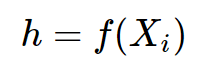 h = f(X_i)